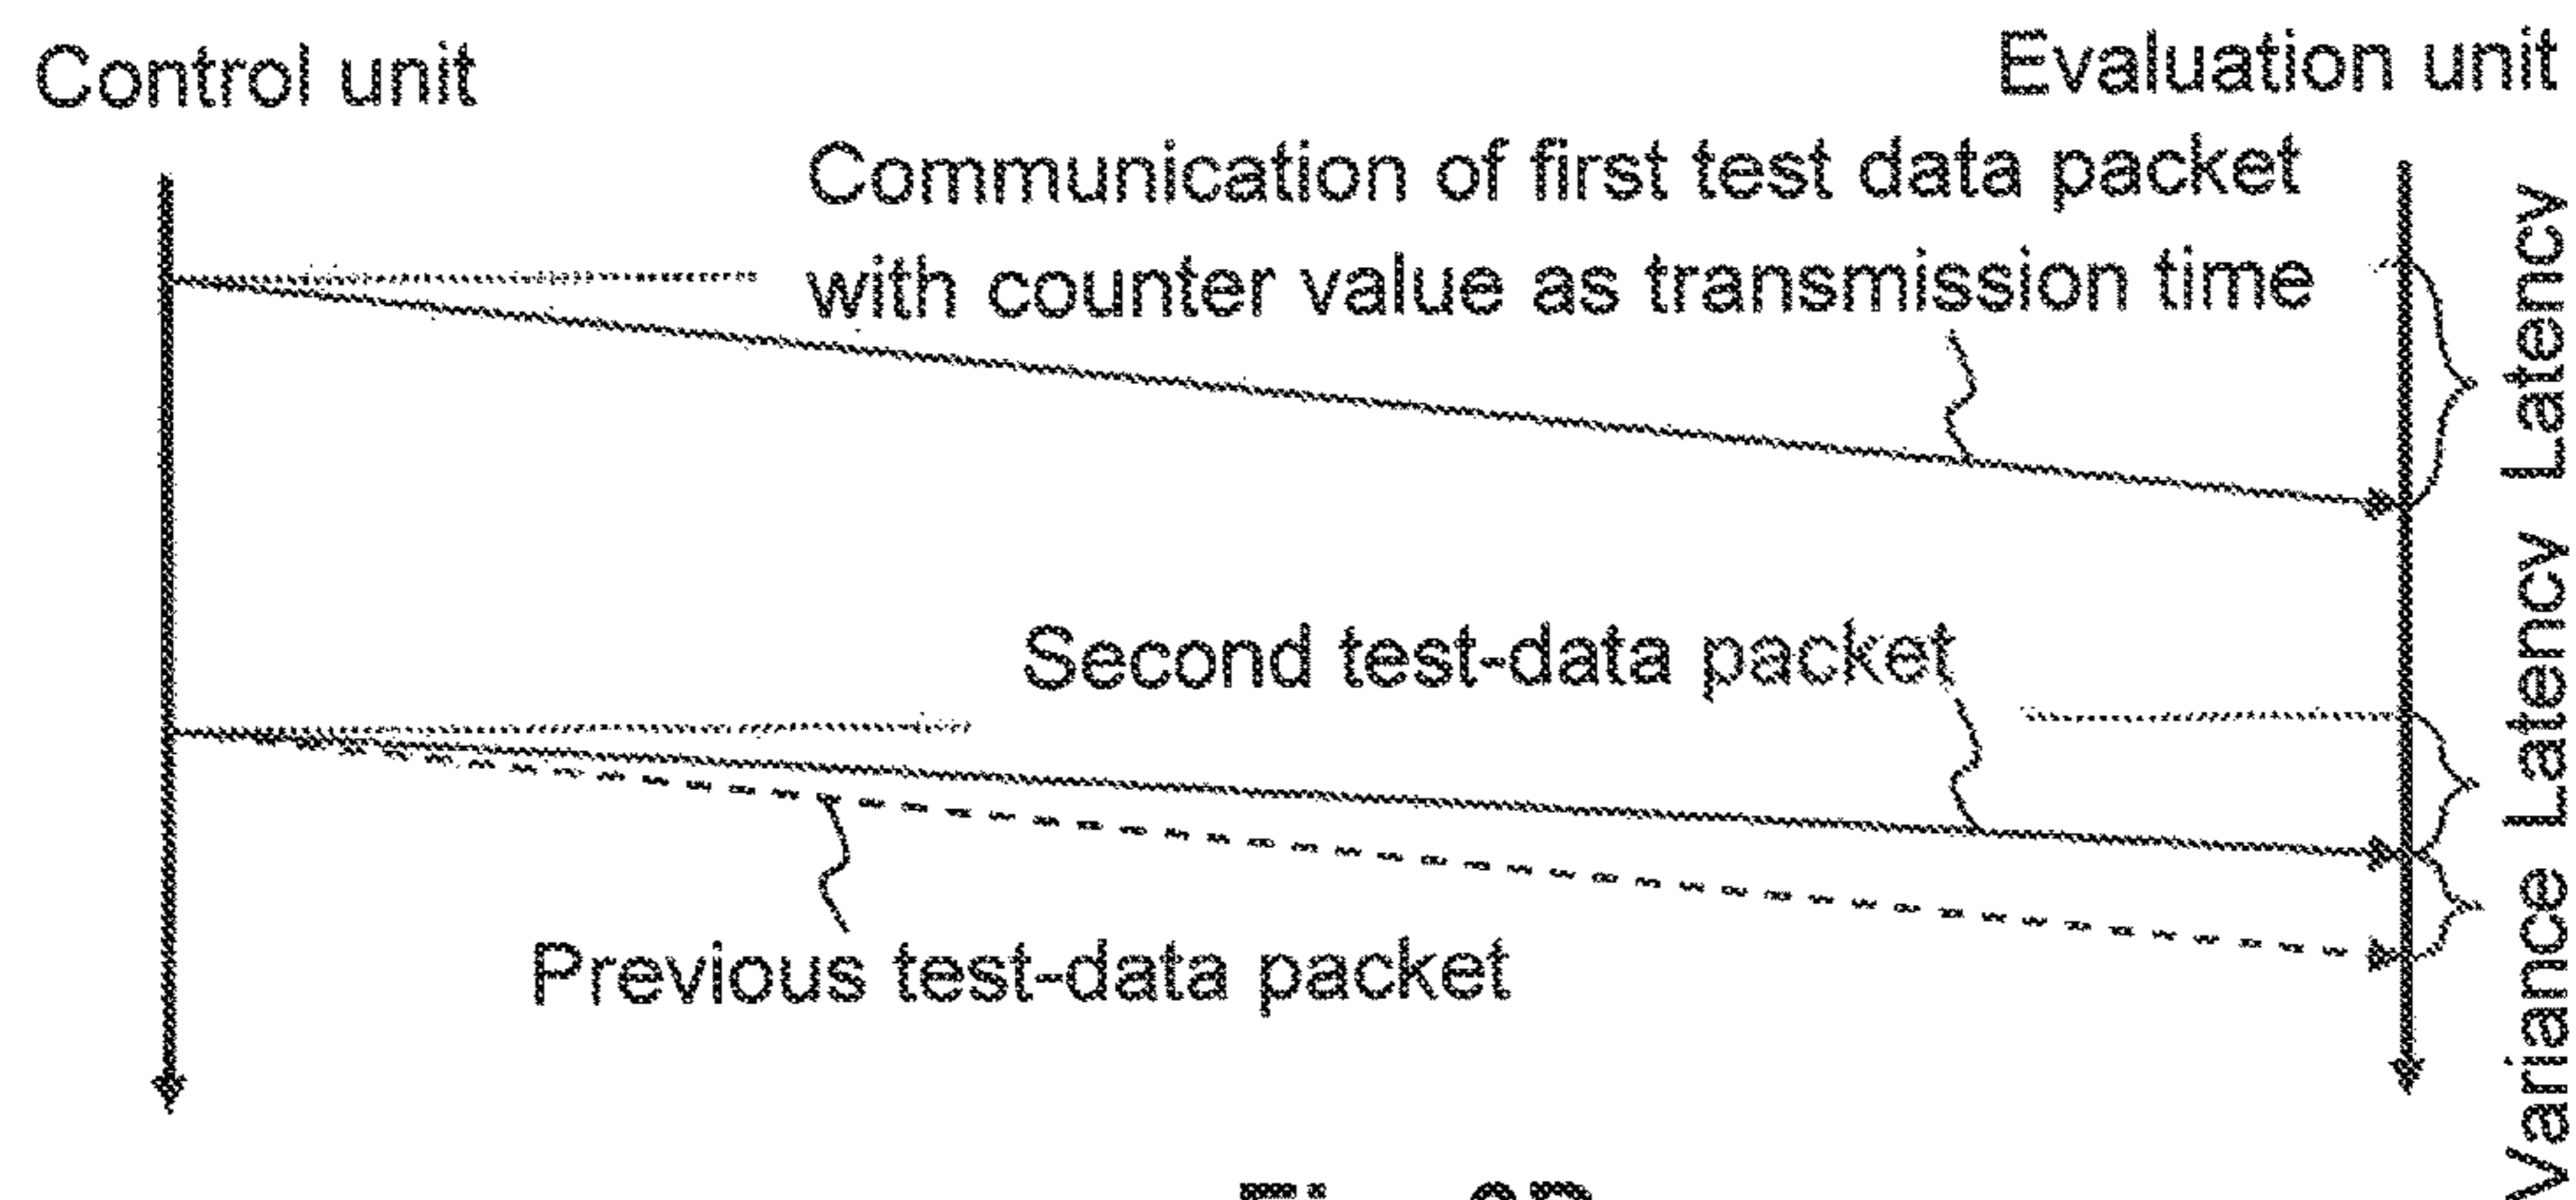 Control unit
Evaluation unit
Communication of first test data packet
with counter value as transmission time
Latency
Second test-data packet
Latency
Previous test-data packet
Variance